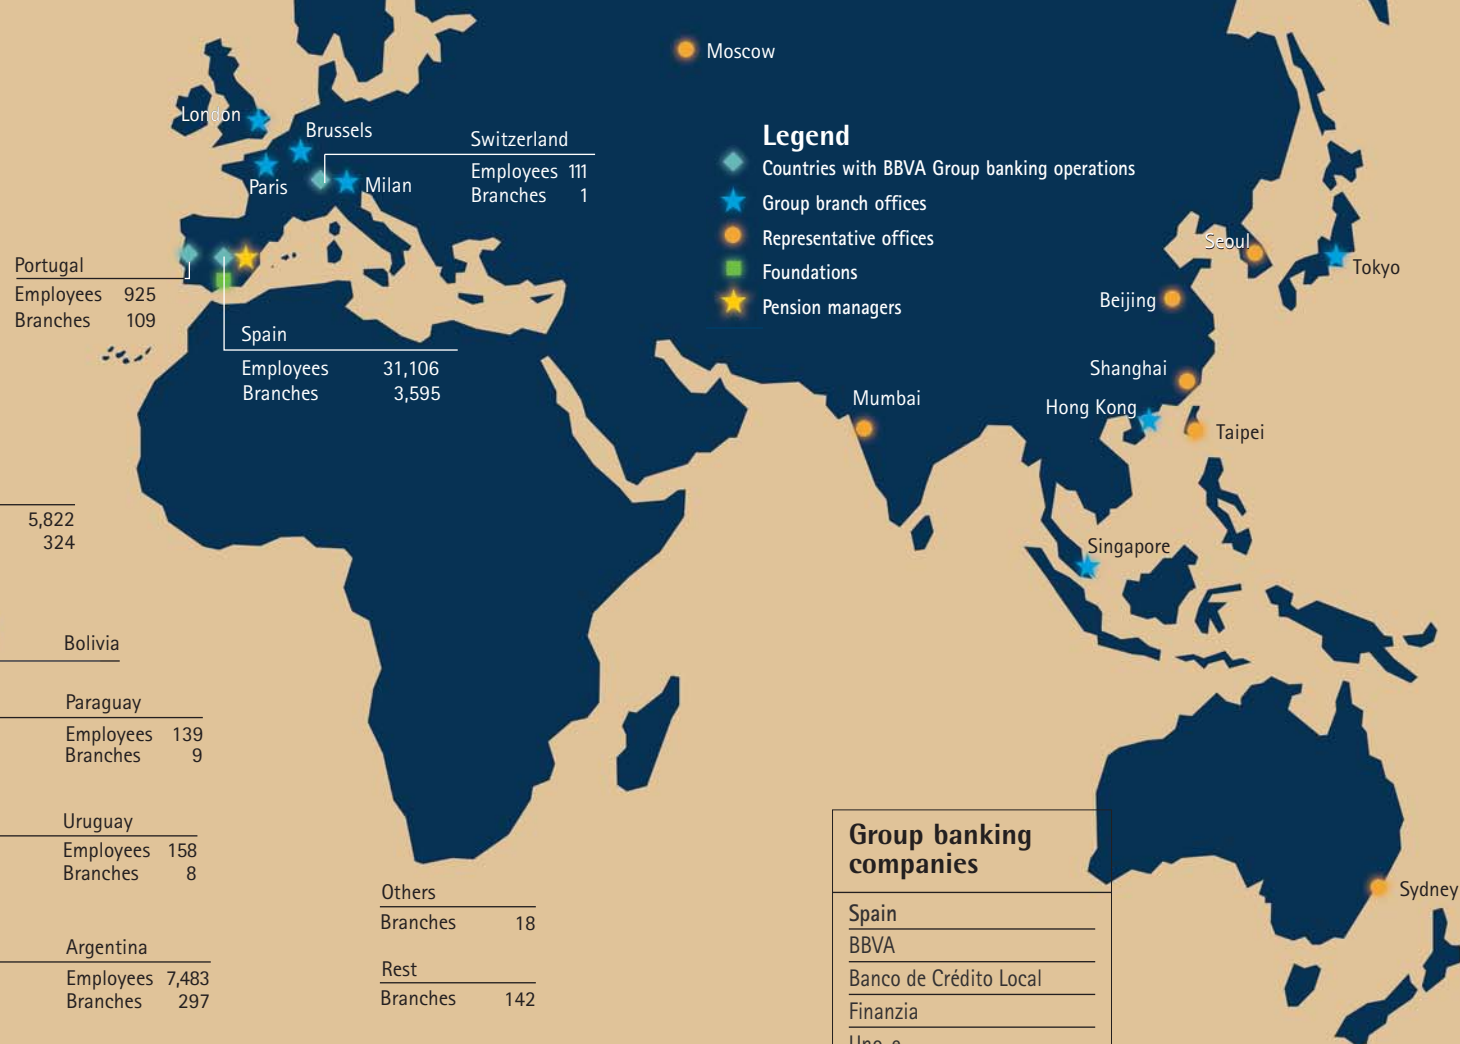 Moscow
London
Brussels
Paris
Milan
Switzerland
Employees 111
Branches 1
Legend
Countries with BBVA Group banking operations
Group branch offices
Representative offices
Foundations
Pension managers
Seoul
Tokyo
Beijing
Shanghai
Hong Kong
Taipei
Mumbai
Singapore
Portugal
Employees 925
Branches 109
Spain
Employees 31,106
Branches 3,595
5,822
324
Bolivia
Paraguay
Employees 139
Branches 9
Uruguay
Employees 158
Branches 8
Argentina
Employees 7,483
Branches 297
Others
Branches 18
Rest
Branches 142
Group banking
companies
Spain
BBVA
Banco de Crédito Local
Finanzia
Sydney